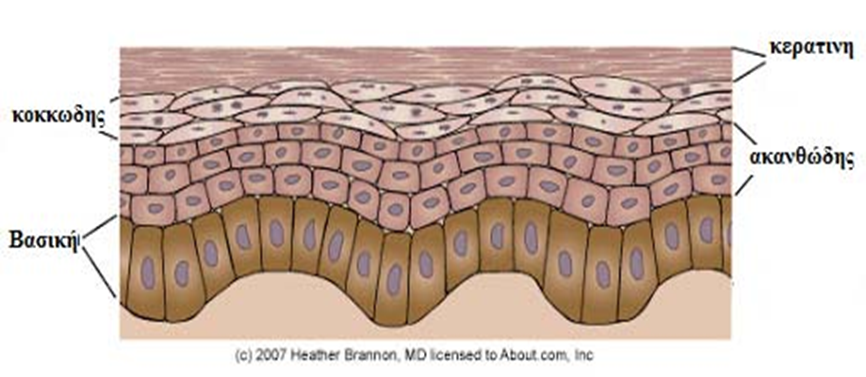 κερατινη
κοκκωδης
ακανθώδης
Βασική
(c) 2007 Heather Brannon, MD licensed to About.com, Inc